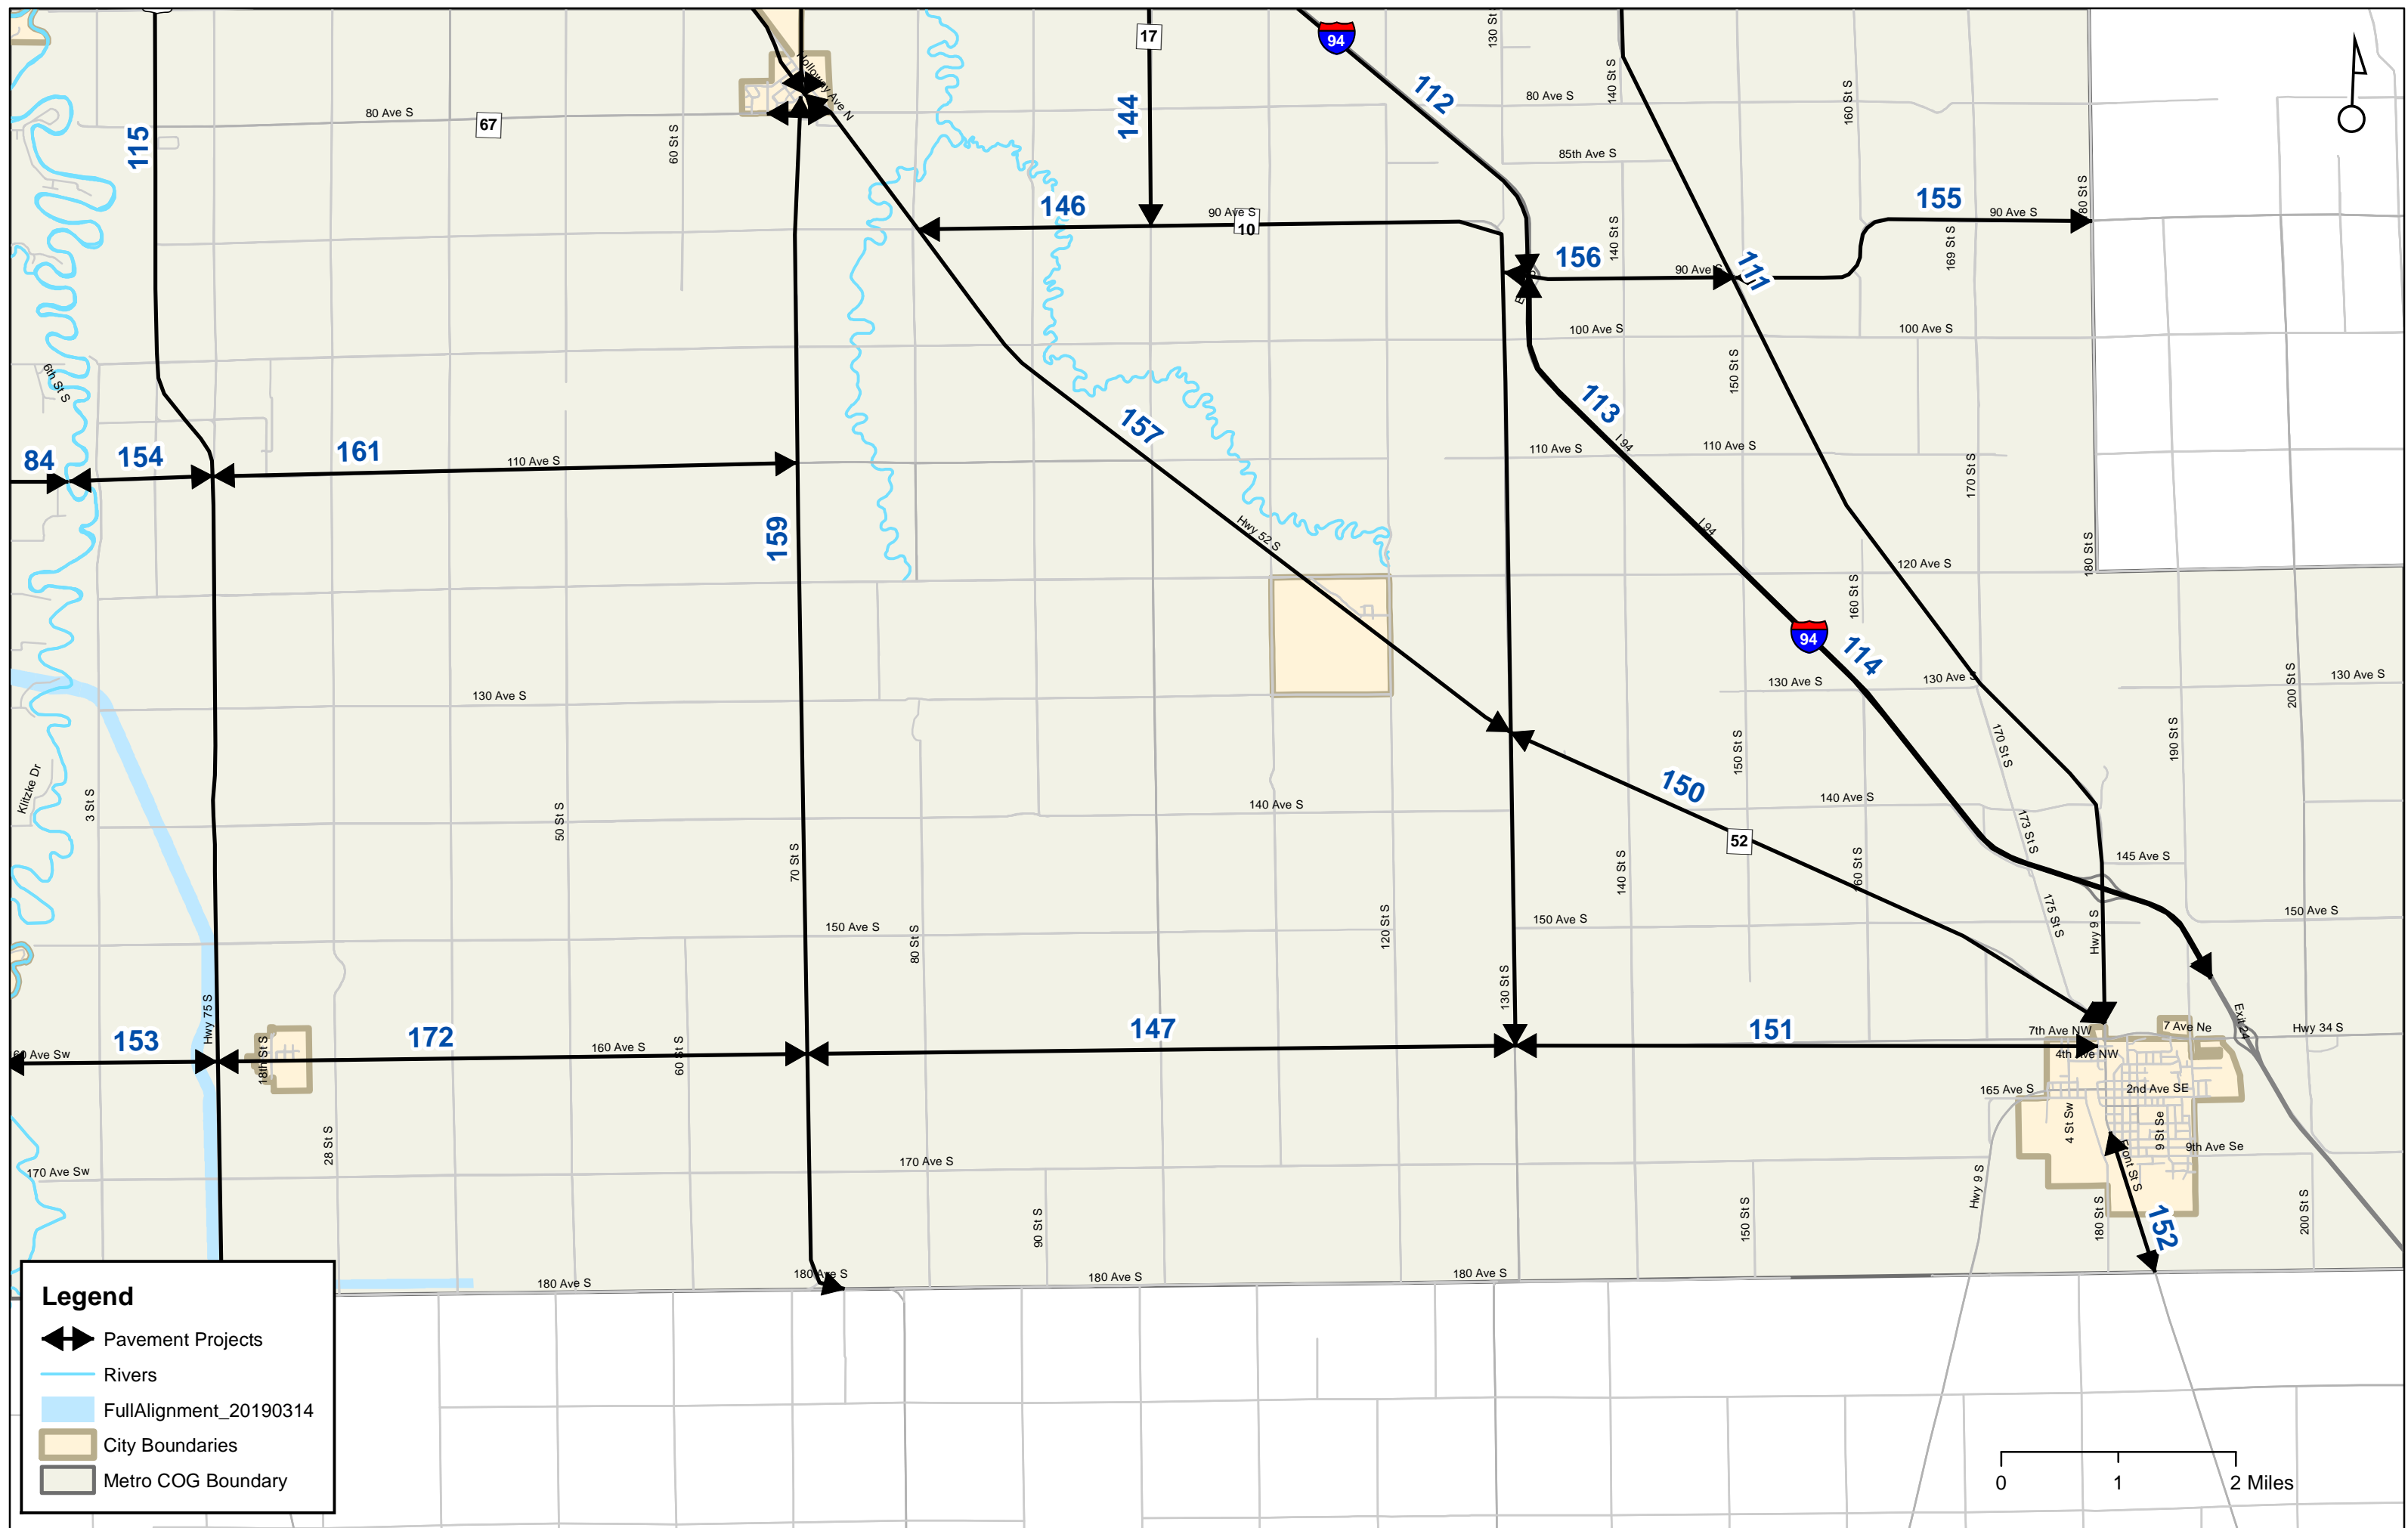 Holloway Ave N
17
94
130 St
112
140 St S
80 Ave S
160 St S
115
80 Ave S
67
60 St S
144
85th Ave S
146
90 Ave S
10
140 St S
155
90 Ave S
80 St S
169 St S
156
90 Ave S
111
100 Ave S
100 Ave S
6th St S
150 St S
113
I 94
157
84
154
161
110 Ave S
110 Ave S
110 Ave S
170 St S
159
Hwy 52 S
I 94
120 Ave S
180 St S
160 St S
94
114
130 Ave S
130 Ave S
130 Ave S
130 Ave S
200 St S
170 St S
190 St S
150 St S
Klitzke Dr
3 St S
50 St S
70 St S
140 Ave S
150
140 Ave S
52
173 St S
145 Ave S
140 St S
160 St S
150 Ave S
80 St S
120 St S
150 Ave S
175 St S
Hwy 9 S
150 Ave S
130 St S
Hwy 75 S
153
172
147
151
60 Ave Sw
18th St S
160 Ave S
60 St S
7th Ave NW
7 Ave Ne
Exit 24
Hwy 34 S
4th Ave NW
165 Ave S
2nd Ave SE
28 St S
4 St Sw
9 St Se
9th Ave Se
170 Ave Sw
170 Ave S
Front St S
Hwy 9 S
90 St S
150 St S
180 St S
152
200 St S
180 Ave S
180 Ave S
180 Ave S
180 Ave S
Legend
Pavement Projects
Rivers
FullAlignment_20190314
City Boundaries
Metro COG Boundary
0 1 2 Miles